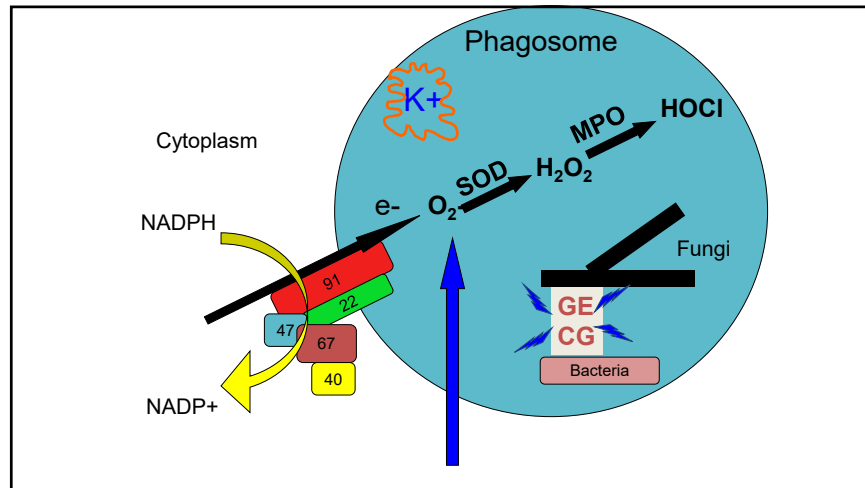 Phagosome
K+
Cytoplasm
MPO
HOCl
SOD
H₂O₂
e-
O₂-
NADPH
Fungi
91
22
47
67
40
GE
CG
Bacteria
NADP+